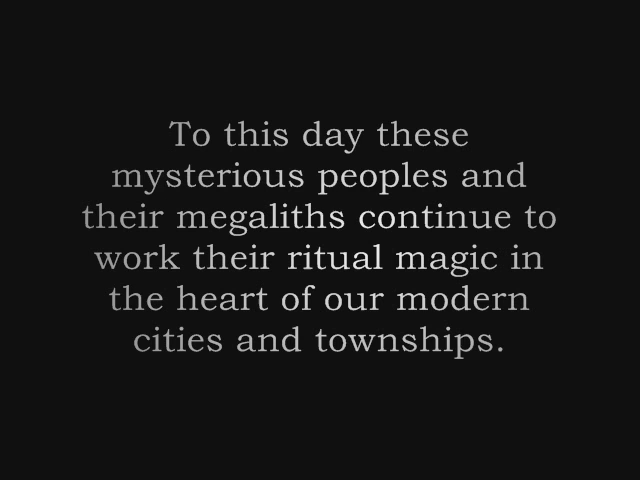 To this day these
mysterious peoples and
their megaliths continue to
work their ritual magic in
the heart of our modern
cities and townships.